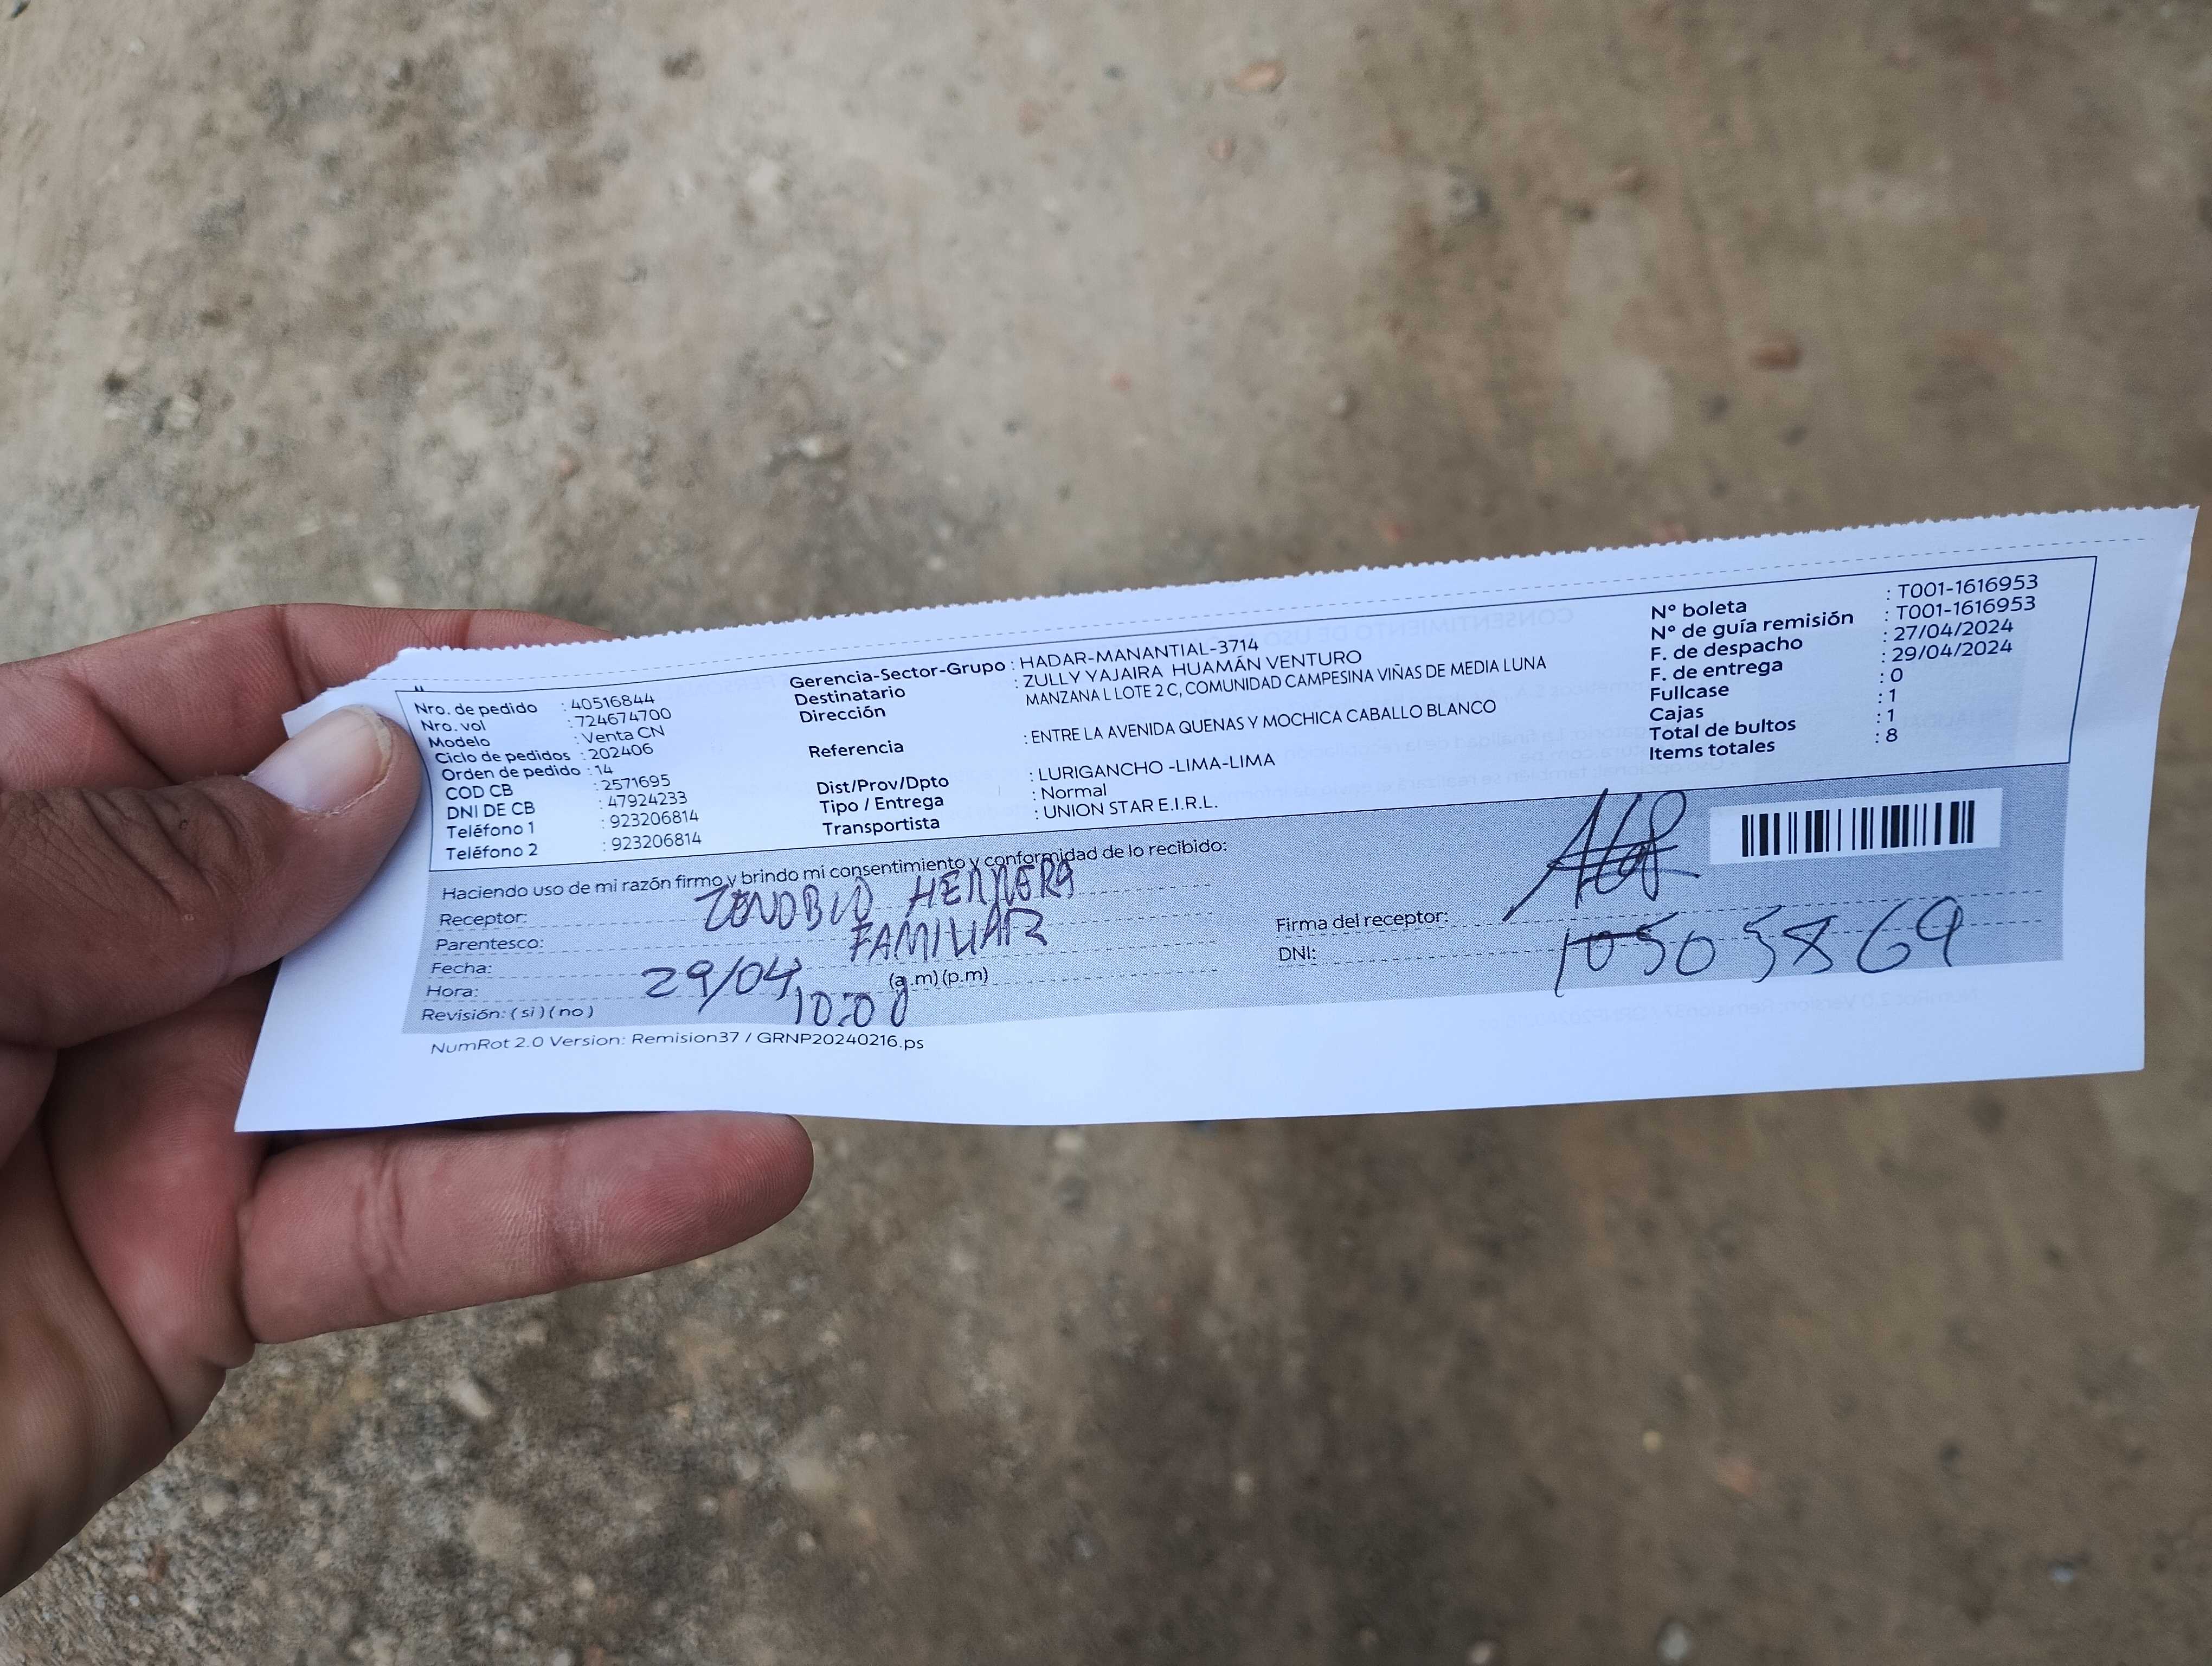 Nro. de pedido : 40516844
Nro. vol : 724674700
Modelo : Venta CN
Ciclo de pedidos : 202406
Orden de pedido : 14
COD CB : 2571695
DNI DE CB : 47924233
Teléfono 1 : 923206814
Teléfono 2 : 923206814
Gerencia-Sector-Grupo : HADAR-MANANTIAL-3714
Destinatario : ZULLY YAJAIRA HUAMÁN VENTURO
Dirección MANZANA L LOTE 2 C, COMUNIDAD CAMPESINA VIÑAS DE MEDIA LUNA
Referencia : ENTRE LA AVENIDA QUENAS Y MOCHICA CABALLO BLANCO
Dist/Prov/Dpto : LURIGANCHO -LIMA-LIMA
Tipo / Entrega : Normal
Transportista : UNION STAR E.I.R.L.
N° boleta : T001-1616953
N° de guía remisión : T001-1616953
F. de despacho : 27/04/2024
F. de entrega : 29/04/2024
Fullcase : 0
Cajas : 1
Total de bultos : 1
Items totales : 8
Haciendo uso de mi razón firmo y brindo mi consentimiento y conformidad de lo recibido:
Receptor: ZENOBIO HERRERA
Parentesco: FAMILIAR
Fecha: 29/04
Hora: 10:00 (a.m) (p.m)
Revisión: ( si ) ( no )
Firma del receptor:
DNI: 10505869
NumRot 2.0 Version: Remision37 / GRNP20240216.ps